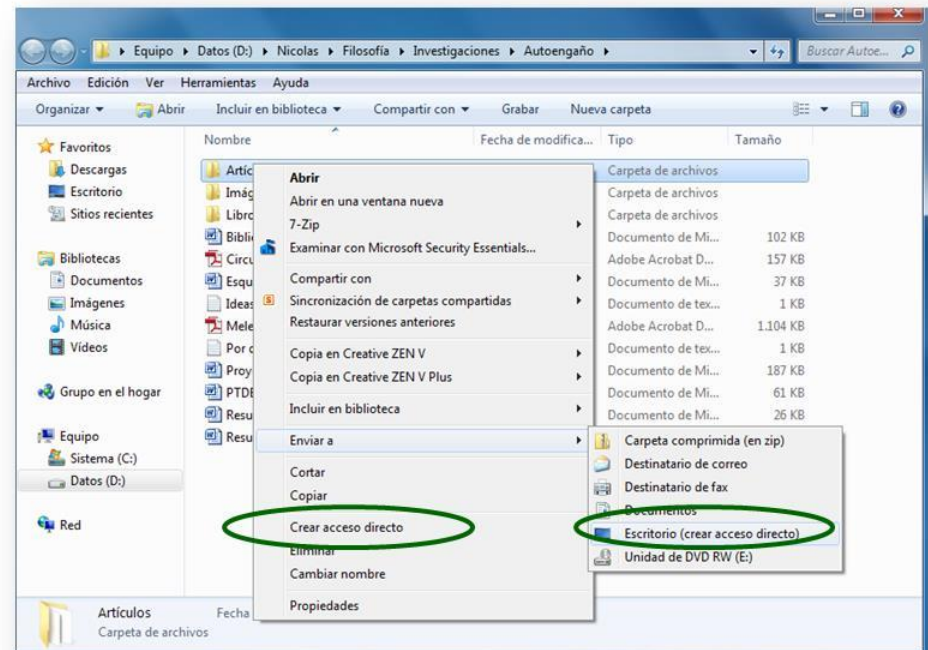 Equipo ▸ Datos (D:) ▸ Nicolas ▸ Filosofía ▸ Investigaciones ▸ Autoengaño ▸
Buscar Autoe...
Archivo Edición Ver Herramientas Ayuda
Organizar Abrir Incluir en biblioteca Compartir con Grabar Nueva carpeta
Nombre Fecha de modifica... Tipo Tamaño
Favoritos
Descargas
Escritorio
Sitios recientes
Bibliotecas
Documentos
Imágenes
Música
Vídeos
Grupo en el hogar
Equipo
Sistema (C:)
Datos (D:)
Red
Artíc
Imág
Libro
Bibli
Circu
Esqu
Ideas
Mele
Por
Proy
PTDE
Resu
Resu
Carpeta de archivos
Carpeta de archivos
Carpeta de archivos
Documento de Mi... 102 KB
Adobe Acrobat D... 157 KB
Documento de Mi... 37 KB
Documento de tex... 1 KB
Adobe Acrobat D... 1.104 KB
Documento de tex... 1 KB
Documento de Mi... 187 KB
Documento de Mi... 61 KB
Documento de Mi... 26 KB
Abrir
Abrir en una ventana nueva
7-Zip
Examinar con Microsoft Security Essentials...
Compartir con
Sincronización de carpetas compartidas
Restaurar versiones anteriores
Copia en Creative ZEN V
Copia en Creative ZEN V Plus
Incluir en biblioteca
Enviar a
Cortar
Copiar
Crear acceso directo
Eliminar
Cambiar nombre
Propiedades
Carpeta comprimida (en zip)
Destinatario de correo
Destinatario de fax
Documentos
Escritorio (crear acceso directo)
Unidad de DVD RW (E:)
Artículos Fecha
Carpeta de archivos